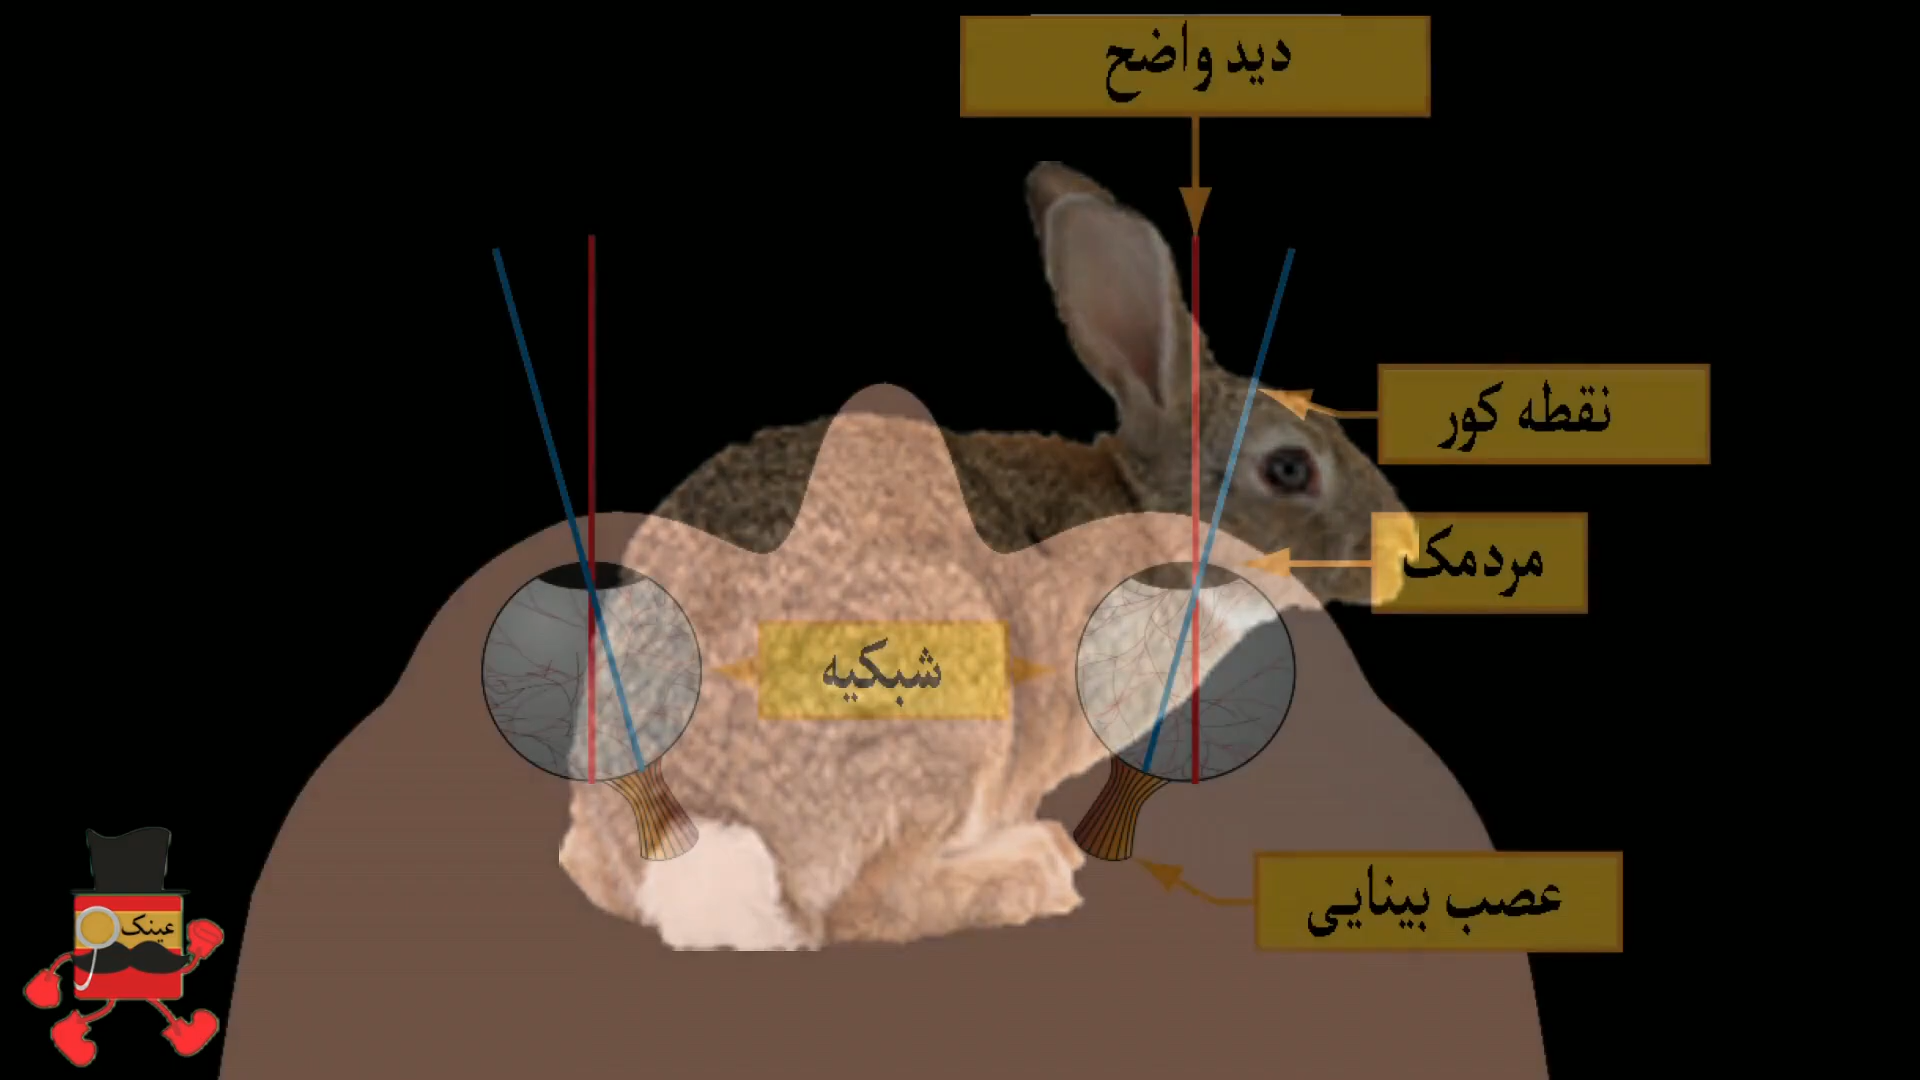 دید واضح
نقطه کور
مردمک
شبکیه
عصب بینایی
عینک